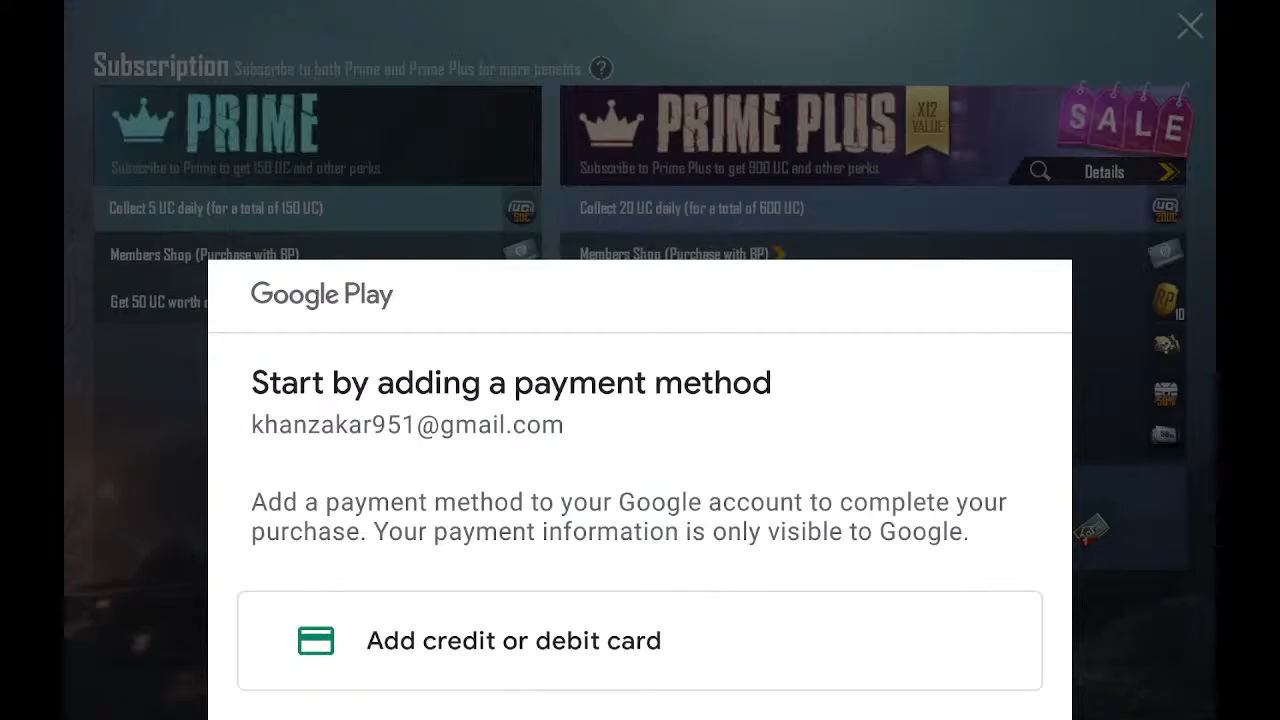 Subscription Subscribe to both Prime and Prime Plus for more benefits ?
PRIME
Subscribe to Prime to get 150 UC and other perks.
Collect 5 UC daily (for a total of 150 UC)
Members Shop (Purchase with BP)
Get 50 UC worth
PRIME PLUS
X12
VALUE
SALE
Subscribe to Prime Plus to get 900 UC and other perks.
Details
Collect 20 UC daily (for a total of 600 UC)
Members Shop (Purchase with BP)
RP
10
Google Play
Start by adding a payment method
khanzakar951@gmail.com
Add a payment method to your Google account to complete your
purchase. Your payment information is only visible to Google.
Add credit or debit card